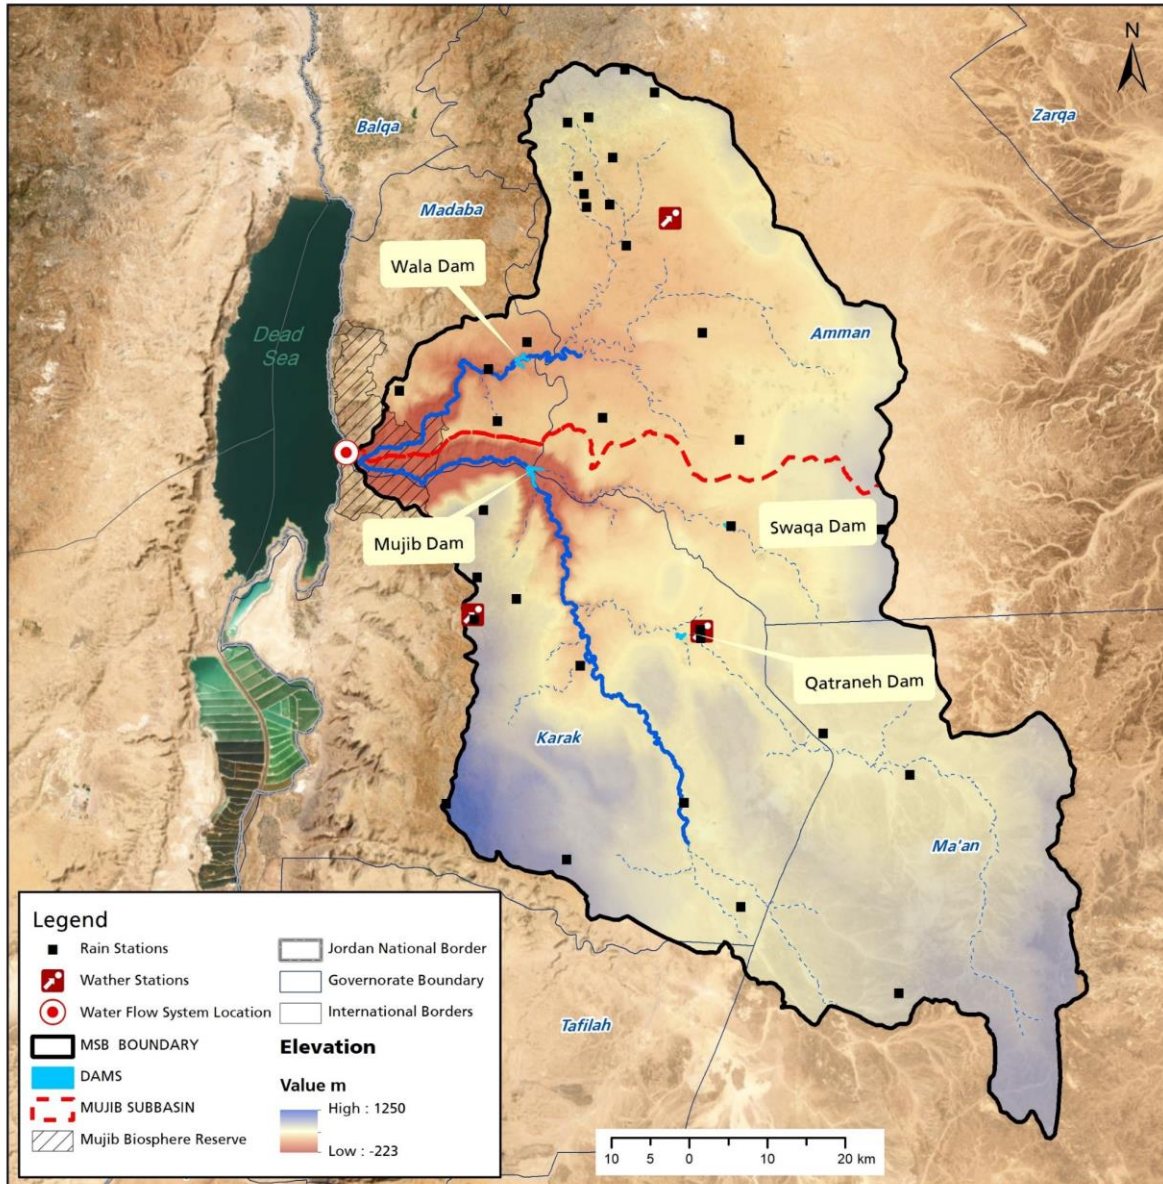 N
Zarqa
Balqa
Madaba
Wala Dam
Amman
Dead
Sea
Swaqa Dam
Mujib Dam
Qatraneh Dam
Karak
Ma'an
Tafilah
Legend
Rain Stations
Wather Stations
Water Flow System Location
MSB BOUNDARY
DAMS
MUJIB SUBBASIN
Mujib Biosphere Reserve
Jordan National Border
Governorate Boundary
International Borders
Elevation
Value m
High : 1250
Low : -223
10 5 0 10 20 km